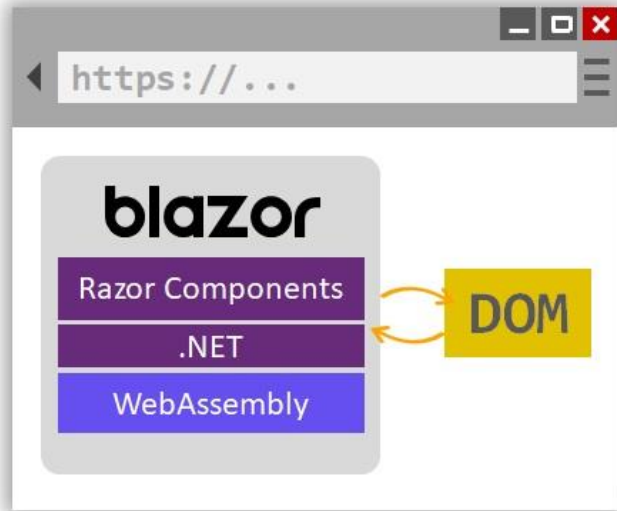 https://...
blazor
Razor Components
.NET
WebAssembly
DOM